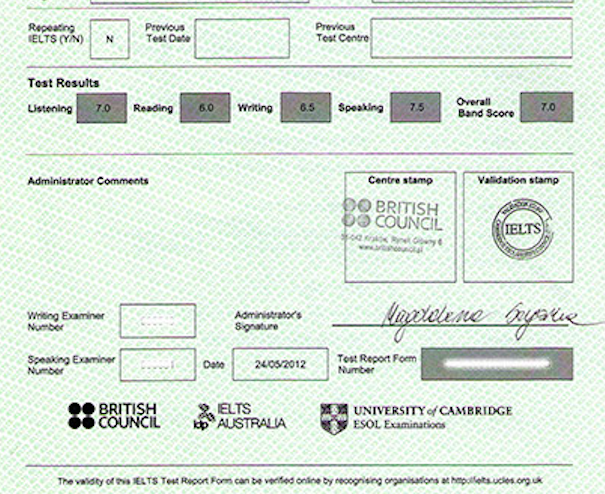 Repeating IELTS (Y/N) N Previous Test Date Previous Test Centre
Test Results
Listening 7.0 Reading 6.0 Writing 6.5 Speaking 7.5 Overall Band Score 7.0
Administrator Comments
Centre stamp
BRITISH
COUNCIL
Kraków, Rynek Główny 6
www.britishcouncil.pl
Validation stamp
IELTS
Writing Examiner Number
Administrator's Signature
Magdalena
Speaking Examiner Number
Date 24/05/2012
Test Report Form Number
BRITISH
COUNCIL
idp IELTS
AUSTRALIA
UNIVERSITY of CAMBRIDGE
ESOL Examinations
The validity of this IELTS Test Report Form can be verified online by recognising organisations at http://ielts.ucles.org.uk